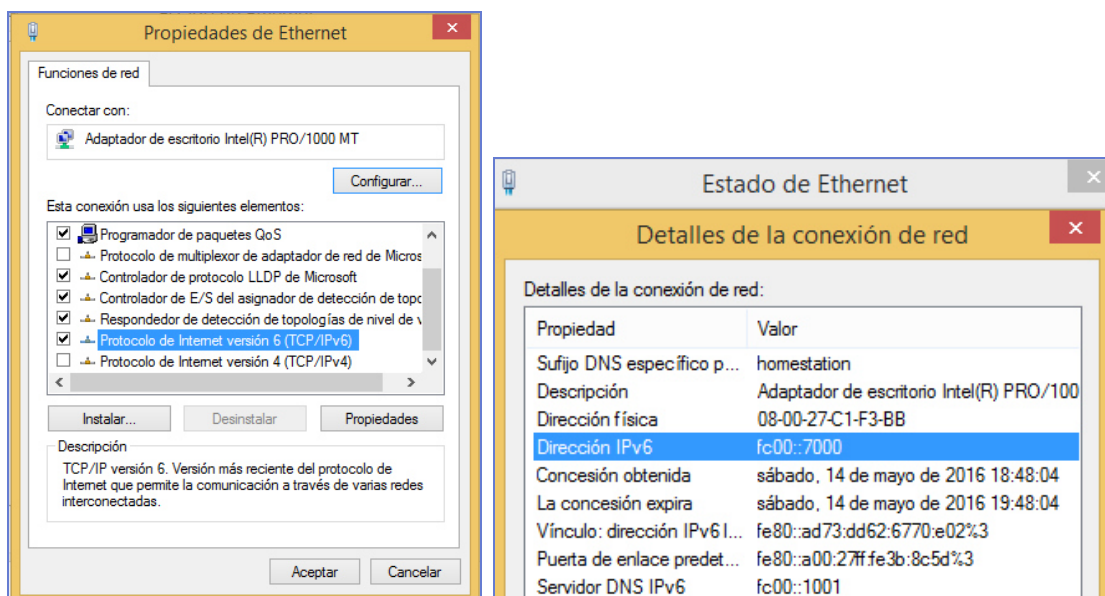 Propiedades de Ethernet
Funciones de red
Conectar con:
Adaptador de escritorio Intel(R) PRO/1000 MT
Configurar...
Esta conexión usa los siguientes elementos:
Programador de paquetes QoS
Protocolo de multiplexor de adaptador de red de Micros
Controlador de protocolo LLDP de Microsoft
Controlador de E/S del asignador de detección de topo
Respondedor de detección de topologías de nivel de v
Protocolo de Internet versión 6 (TCP/IPv6)
Protocolo de Internet versión 4 (TCP/IPv4)
Instalar...
Desinstalar
Propiedades
Descripción
TCP/IP versión 6. Versión más reciente del protocolo de
Internet que permite la comunicación a través de varias redes
interconectadas.
Aceptar
Cancelar
Estado de Ethernet
Detalles de la conexión de red
Detalles de la conexión de red:
Propiedad Valor
Sufijo DNS específico p... homestation
Descripción Adaptador de escritorio Intel(R) PRO/100
Dirección física 08-00-27-C1-F3-BB
Dirección IPv6 fc00::7000
Concesión obtenida sábado, 14 de mayo de 2016 18:48:04
La concesión expira sábado, 14 de mayo de 2016 19:48:04
Vínculo: dirección IPv6 l... fe80::ad73:dd62:6770:e02%3
Puerta de enlace predet... fe80::a00:27ff:fe3b:8c5d%3
Servidor DNS IPv6 fc00::1001